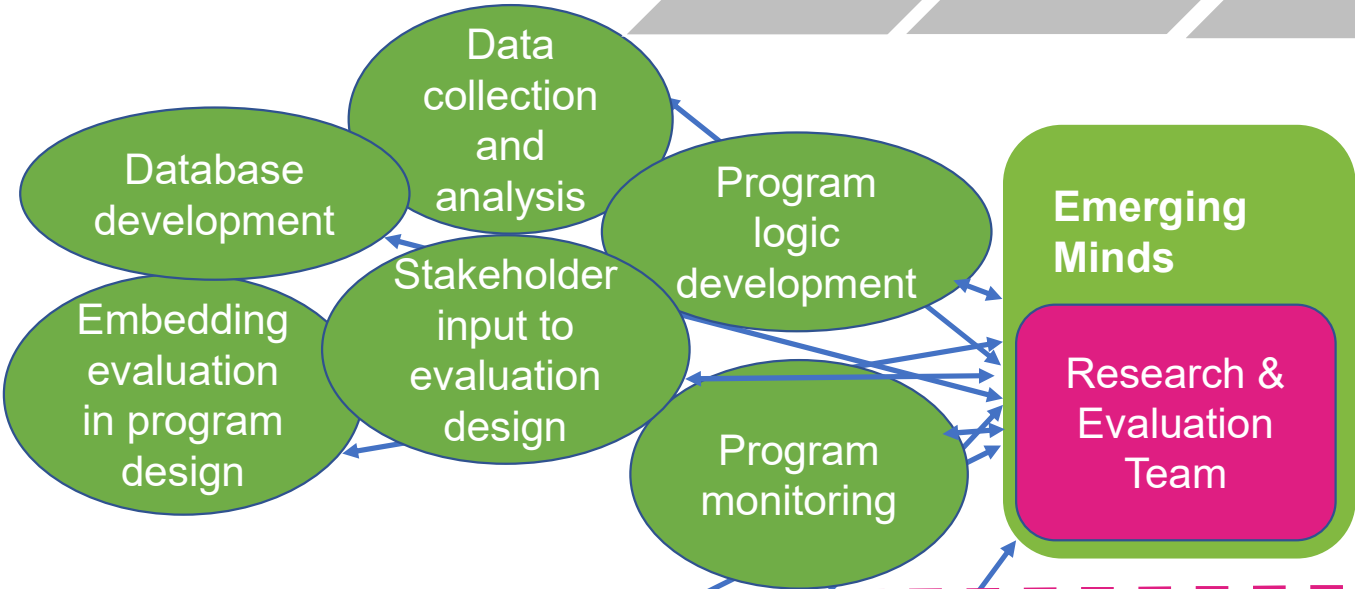 Data
collection
and
analysis
Database
development
Program
logic
development
Emerging
Minds
Stakeholder
input to
evaluation
design
Embedding
evaluation
in program
design
Research &
Evaluation
Team
Program
monitoring